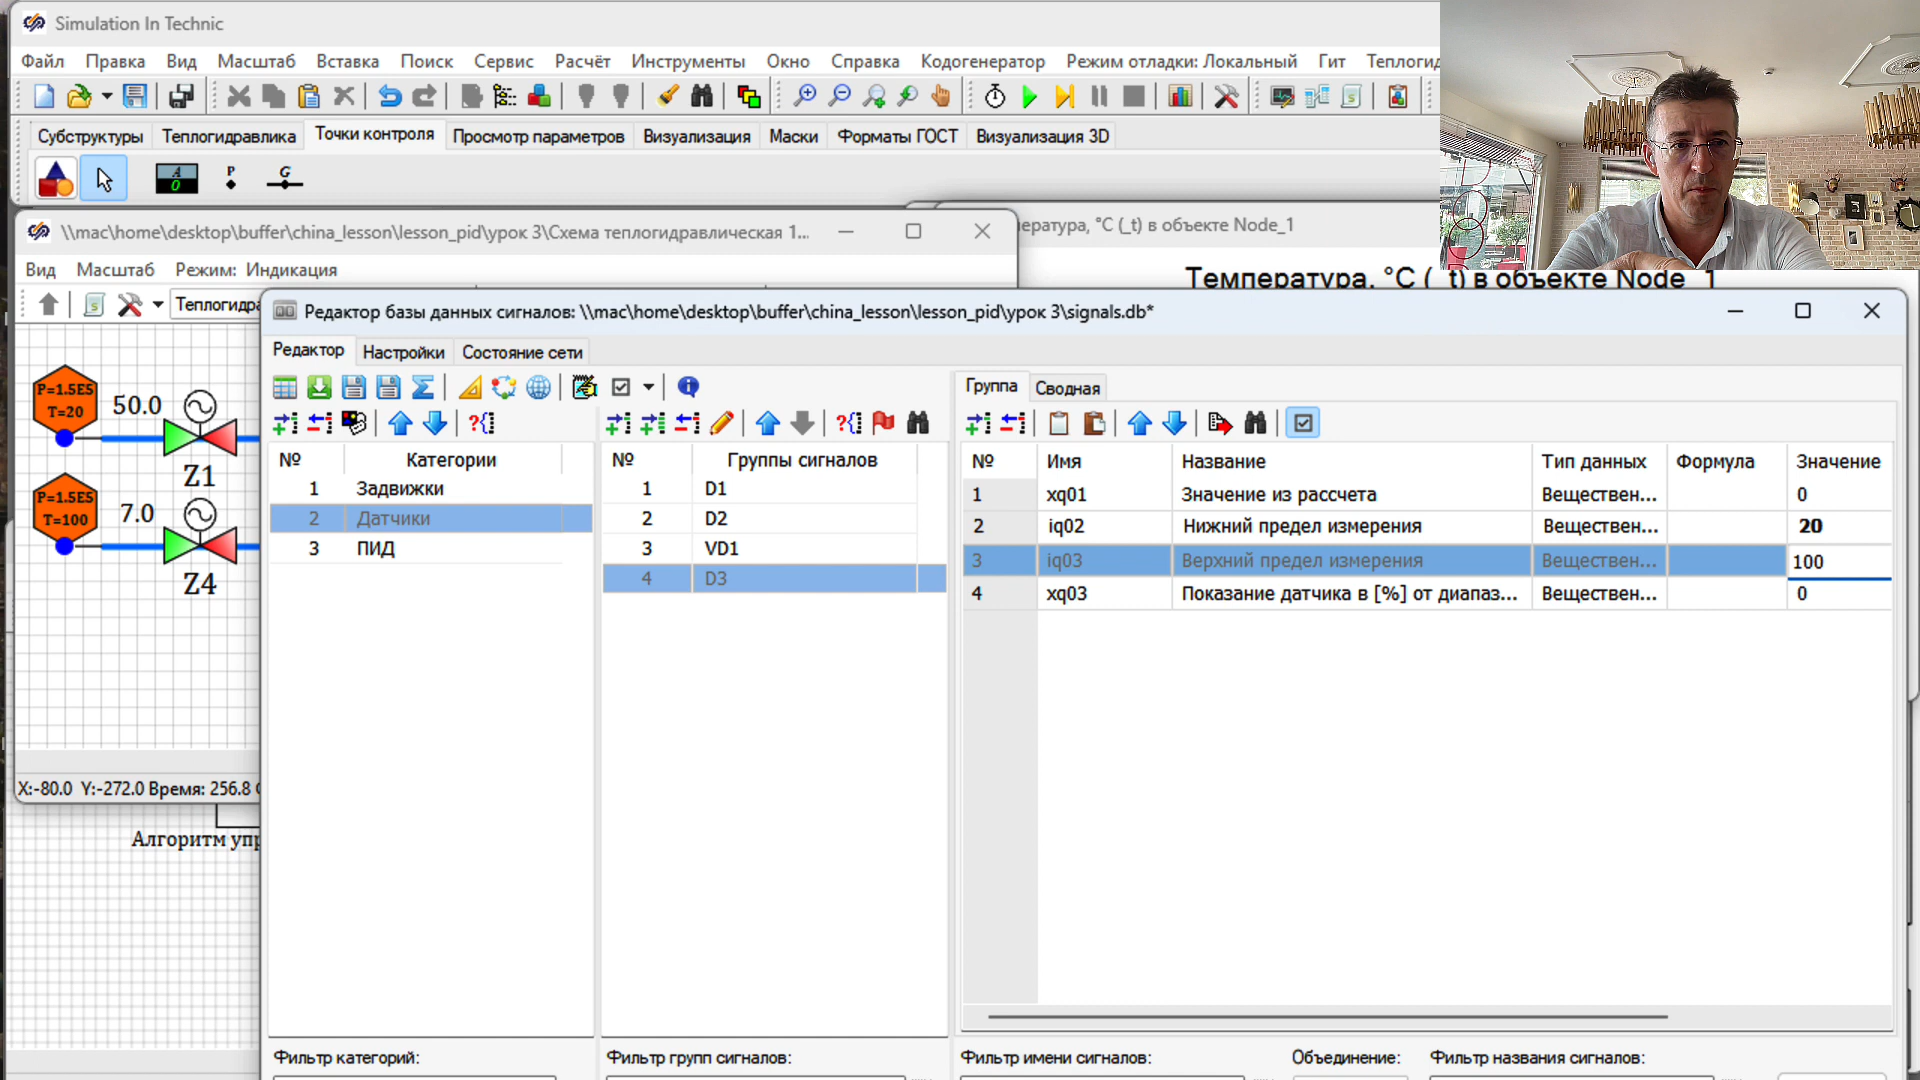 Simulation In Technic
Файл Правка Вид Масштаб Вставка Поиск Сервис Расчёт Инструменты Окно Справка Кодогенератор Режим отладки: Локальный Гит
Субструктуры Теплогидравлика Точки контроля Просмотр параметров Визуализация Маски Форматы ГОСТ Визуализация 3D
A
0
P
G
\\mac\home\desktop\buffer\china_lesson\lesson_pid\урок 3\Схема теплогидравлическая 1...
ература, °C (_t) в объекте Node_1
Вид Масштаб Режим: Индикация
Температура, °C (_t) в объекте Node_1
Теплогидра
Редактор базы данных сигналов: \\mac\home\desktop\buffer\china_lesson\lesson_pid\урок 3\signals.db*
Редактор Настройки Состояние сети
Группа Сводная
P=1.5E5
T=20
50.0
Z1
P=1.5E5
T=100
7.0
Z4
№ Категории
1 Задвижки
2 Датчики
3 ПИД
№ Группы сигналов
1 D1
2 D2
3 VD1
4 D3
№ Имя Название Тип данных Формула Значение
1 xq01 Значение из рассчета Веществен... 0
2 iq02 Нижний предел измерения Веществен... 20
3 iq03 Верхний предел измерения Веществен... 100
4 xq03 Показание датчика в [%] от диапаз... Веществен... 0
X:-80.0 Y:-272.0 Время: 256.8
Алгоритм упр
Фильтр категорий: Фильтр групп сигналов: Фильтр имени сигналов: Объединение: Фильтр названия сигналов: